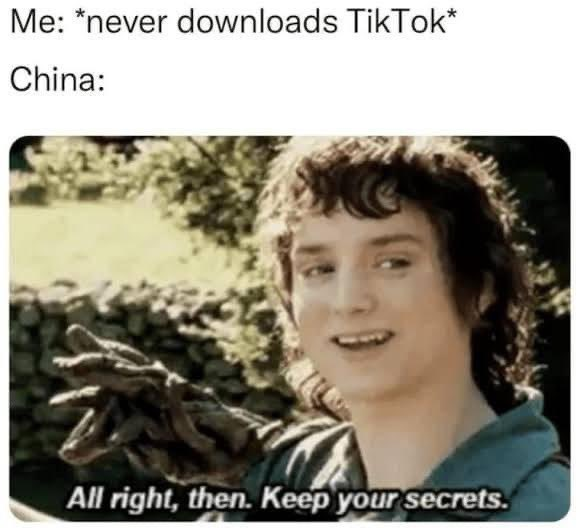 Me: *never downloads TikTok*
China:
All right, then. Keep your secrets.